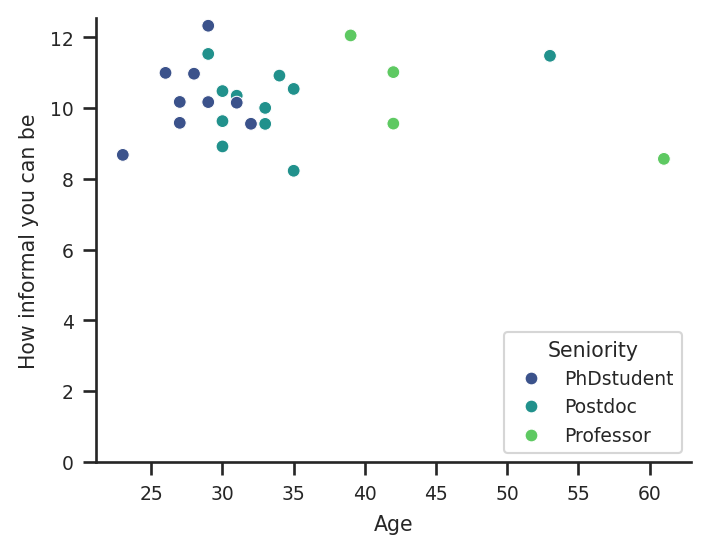 How informal you can be
12
10
8
6
4
2
0
25 30 35 40 45 50 55 60
Age
Seniority
PhDstudent
Postdoc
Professor